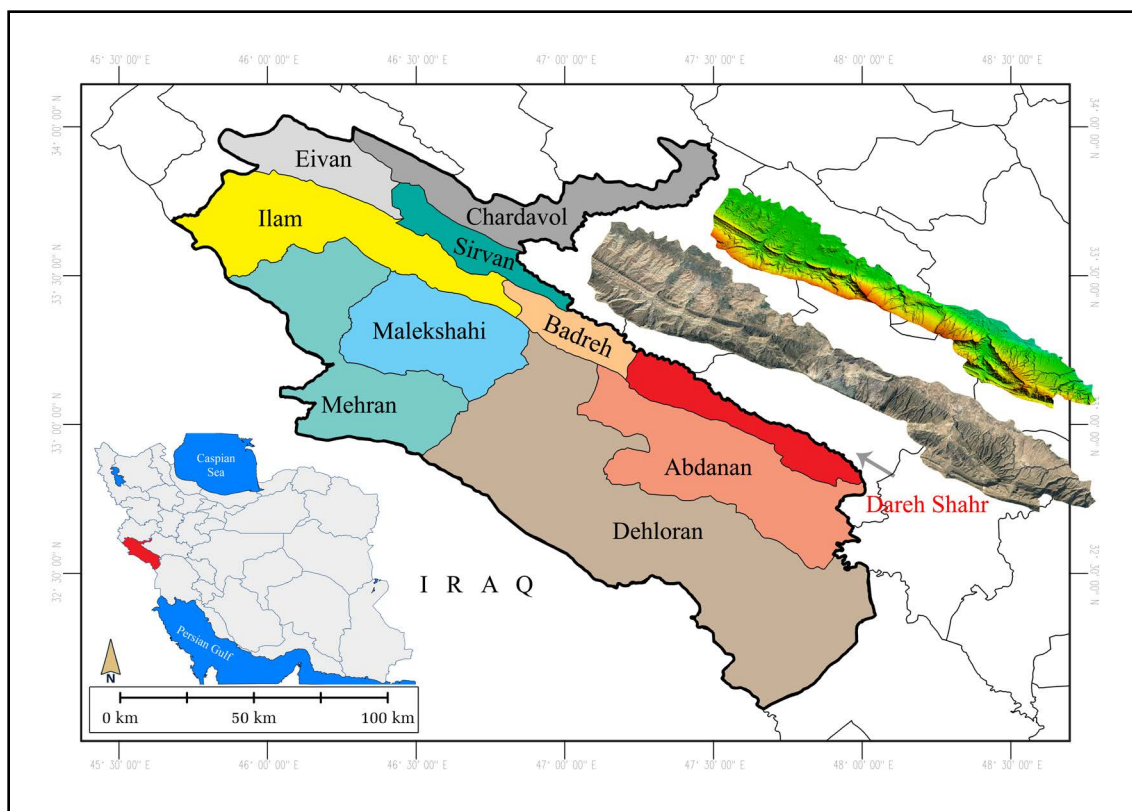 45° 30' 00'' E
46° 00' 00'' E
46° 30' 00'' E
47° 00' 00'' E
47° 30' 00'' E
48° 00' 00'' E
48° 30' 00'' E
34° 00' 00'' N
34° 00' 00'' N
Eivan
Ilam
Chardavol
Sirvan
33° 30' 00'' N
33° 30' 00'' N
Malekshahi
Badreh
Mehran
33° 00' 00'' N
33° 00' 00'' N
Abdanan
Dareh Shahr
Dehloran
Caspian
Sea
32° 30' 00'' N
32° 30' 00'' N
IRAQ
Persian Gulf
N
0 km
50 km
100 km
45° 30' 00'' E
46° 00' 00'' E
46° 30' 00'' E
47° 00' 00'' E
47° 30' 00'' E
48° 00' 00'' E
48° 30' 00'' E